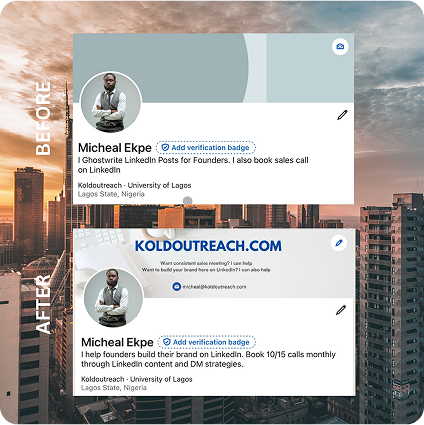 BEFORE
Micheal Ekpe Add verification badge
I Ghostwrite LinkedIn Posts for Founders. I also book sales call
on LinkedIn
Koldoutreach · University of Lagos
Lagos State, Nigeria
AFTER
KOLDOUTREACH.COM
Want consistent sales meeting? I can help
Want to build your brand here on LinkedIn? I can also help
micheal@koldoutreach.com
Micheal Ekpe Add verification badge
I help founders build their brand on LinkedIn. Book 10/15 calls monthly
through LinkedIn content and DM strategies.
Koldoutreach · University of Lagos
Lagos State, Nigeria